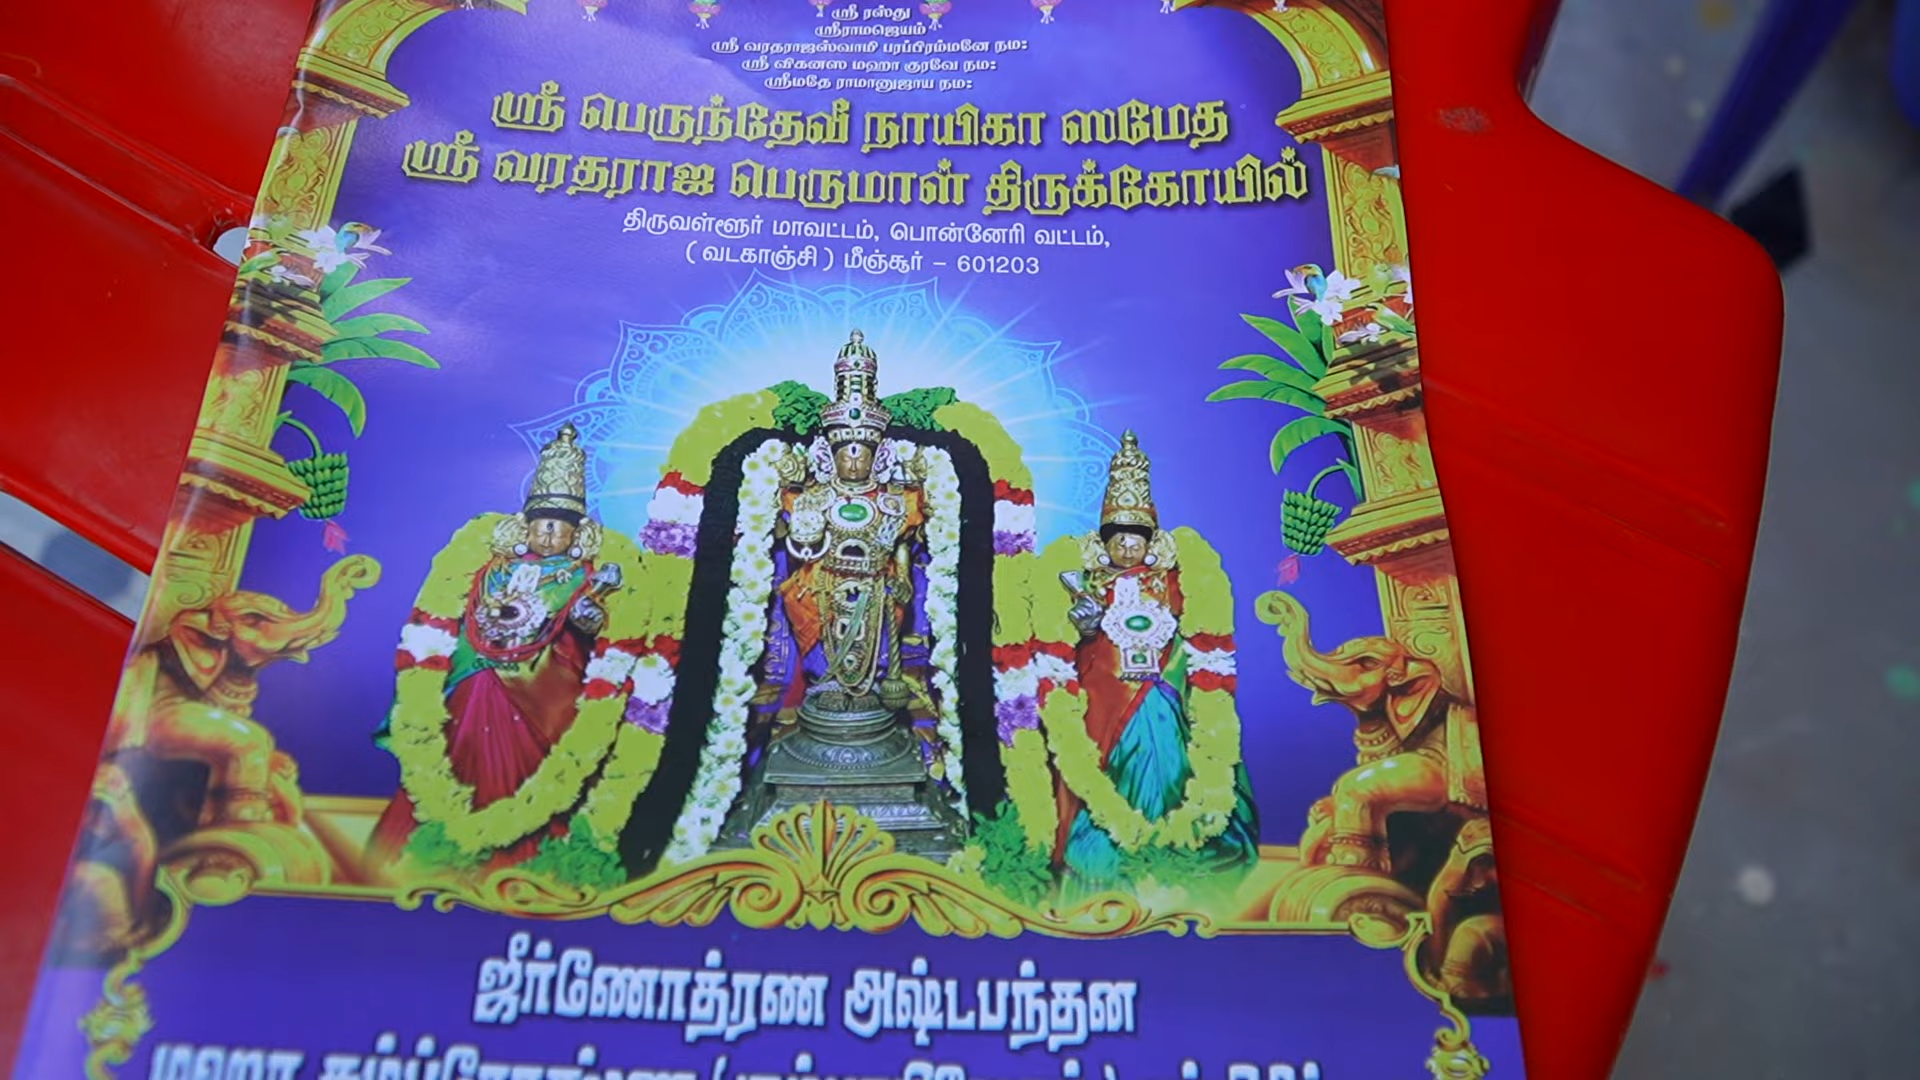 ஸ்ரீ ரஸ்து
ஸ்ரீராமஜெயம்
ஸ்ரீ வரதராஜஸ்வாமி பரப்பிரம்மனே நம:
ஸ்ரீ விகனஸ மஹா குரவே நம:
ஸ்ரீமதே ராமானுஜாய நம:
ஸ்ரீ பெருந்தேவீ நாயிகா ஸமேத
ஸ்ரீ வரதராஜ பெருமாள் திருக்கோயில்
திருவள்ளூர் மாவட்டம், பொன்னேரி வட்டம்,
( வடகாஞ்சி ) மீஞ்சூர் – 601203
ஜீர்ணோத்ரண அஷ்டபந்தன
மஹா